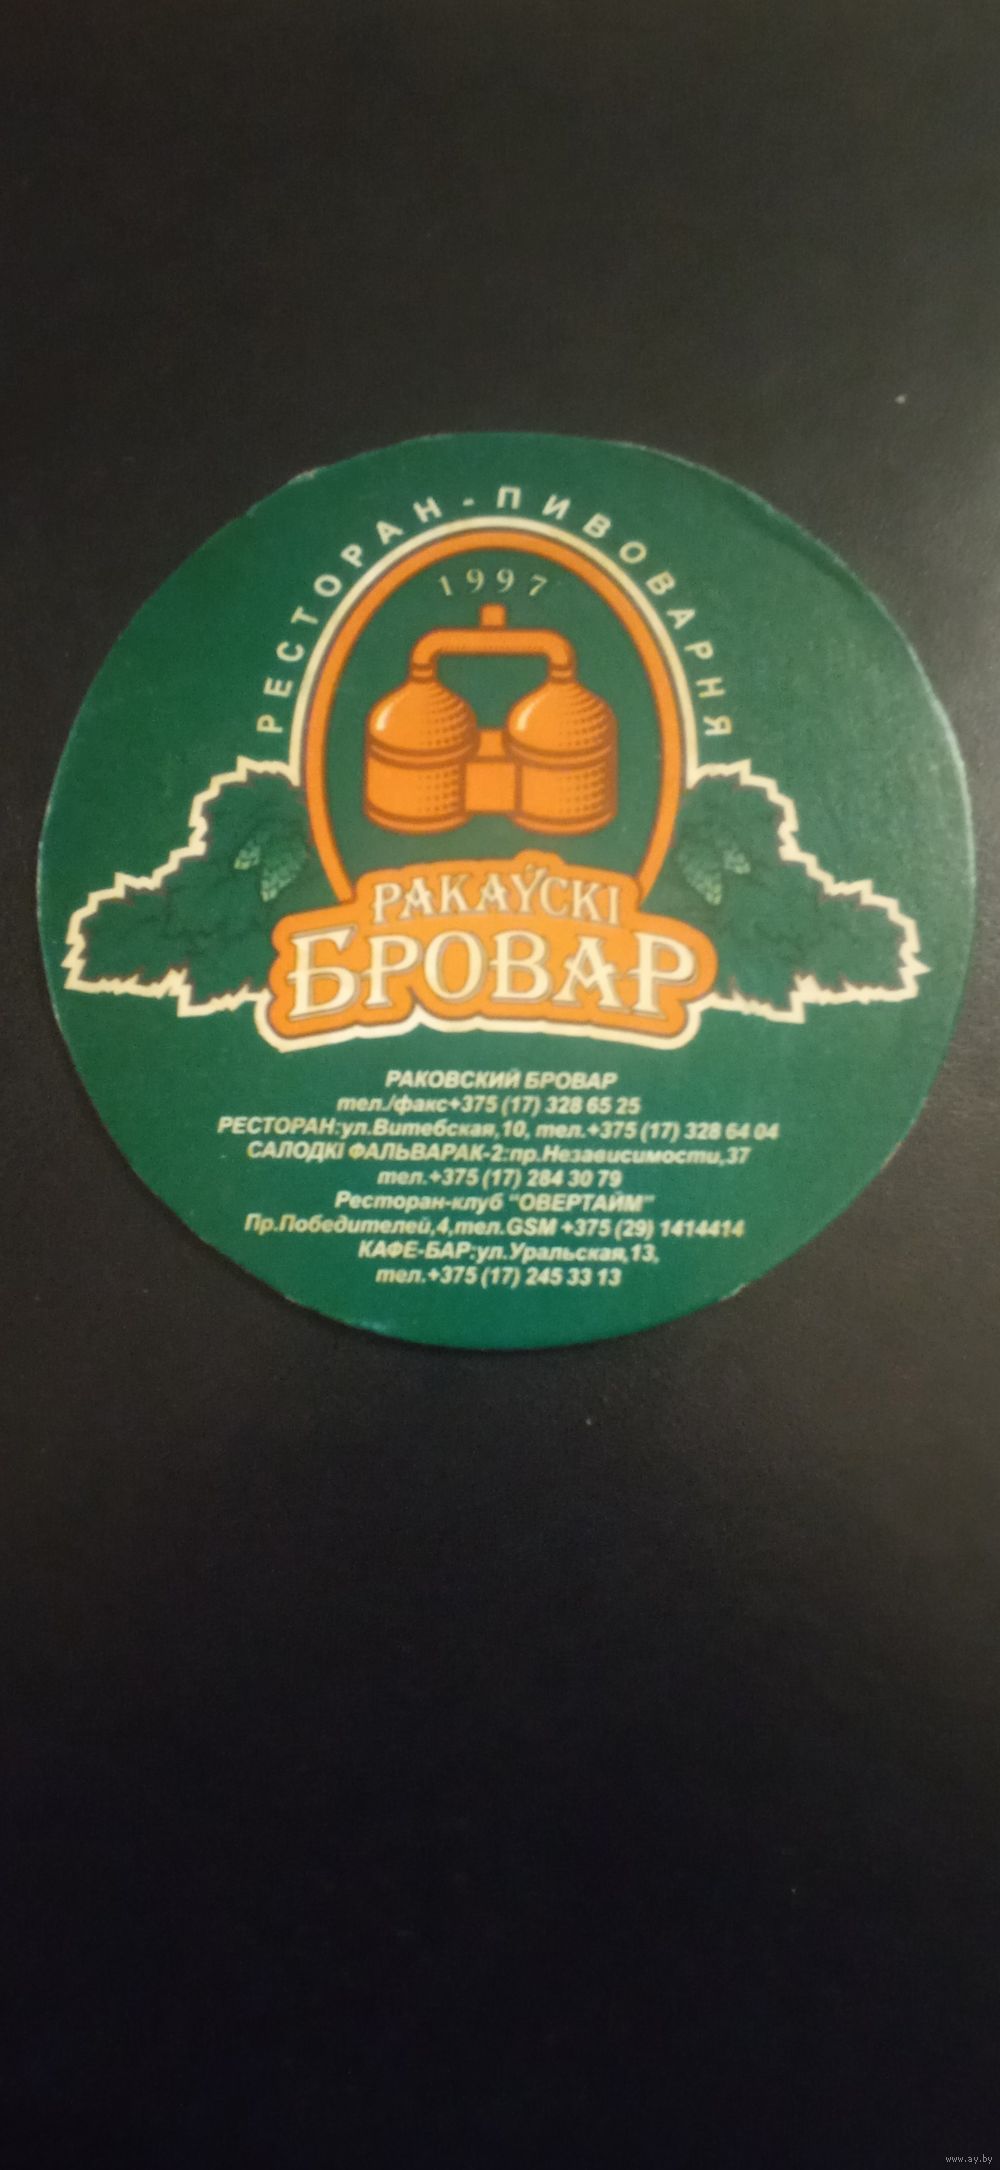 РЕСТОРАН-ПИВОВАРНЯ
1997
РАКАЎСКІ
БРОВАР
РАКОВСКИЙ БРОВАР
тел./факс+375 (17) 328 65 25
РЕСТОРАН:ул.Витебская,10, тел.+375 (17) 328 64 04
САЛОДКІ ФАЛЬВАРАК-2:пр.Независимости,37
тел.+375 (17) 284 30 79
Ресторан-клуб "ОВЕРТАЙМ"
Пр.Победителей,4,тел.GSM +375 (29) 1414414
КАФЕ-БАР:ул.Уральская,13,
тел.+375 (17) 245 33 13
www.ay.by